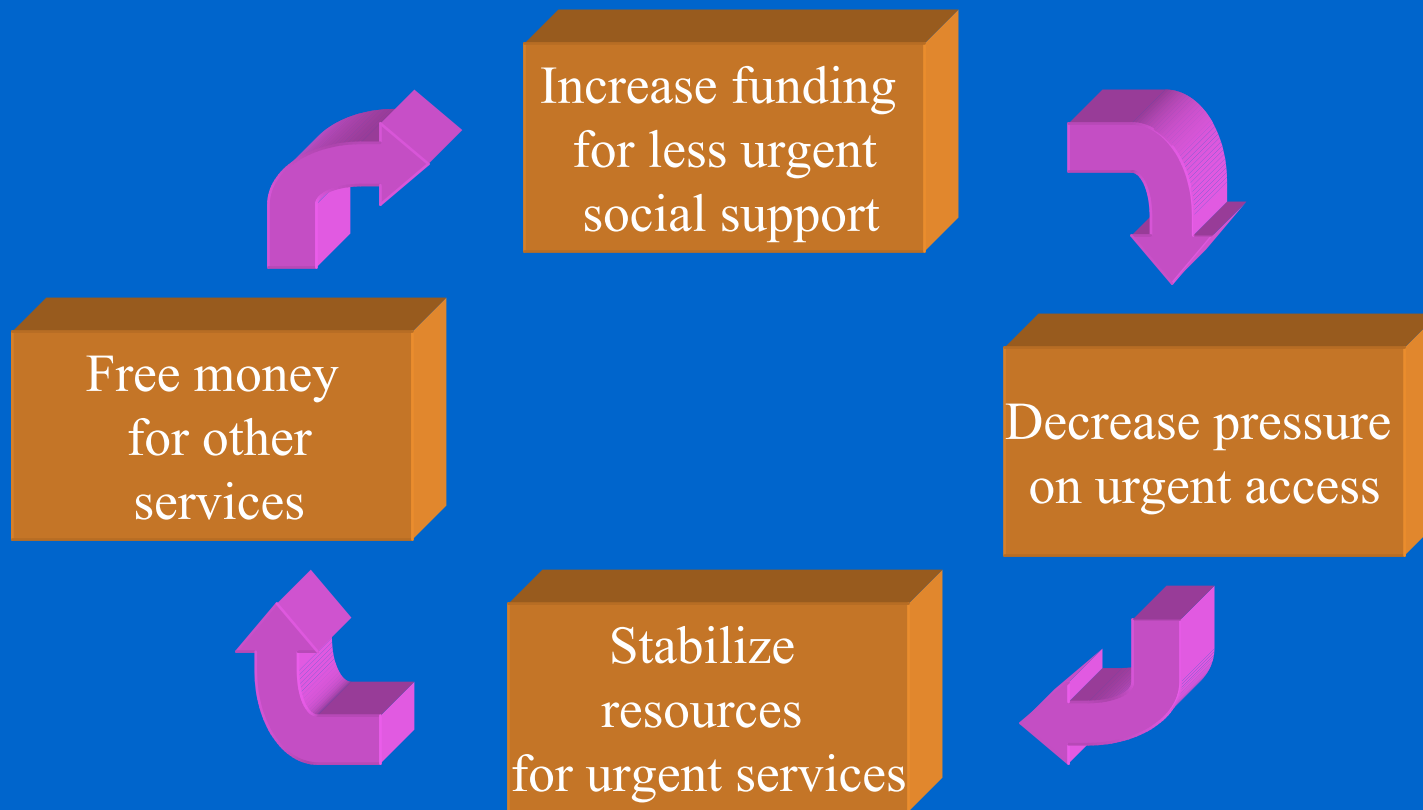 Increase funding
for less urgent
social support
Free money
for other
services
Decrease pressure
on urgent access
Stabilize
resources
for urgent services